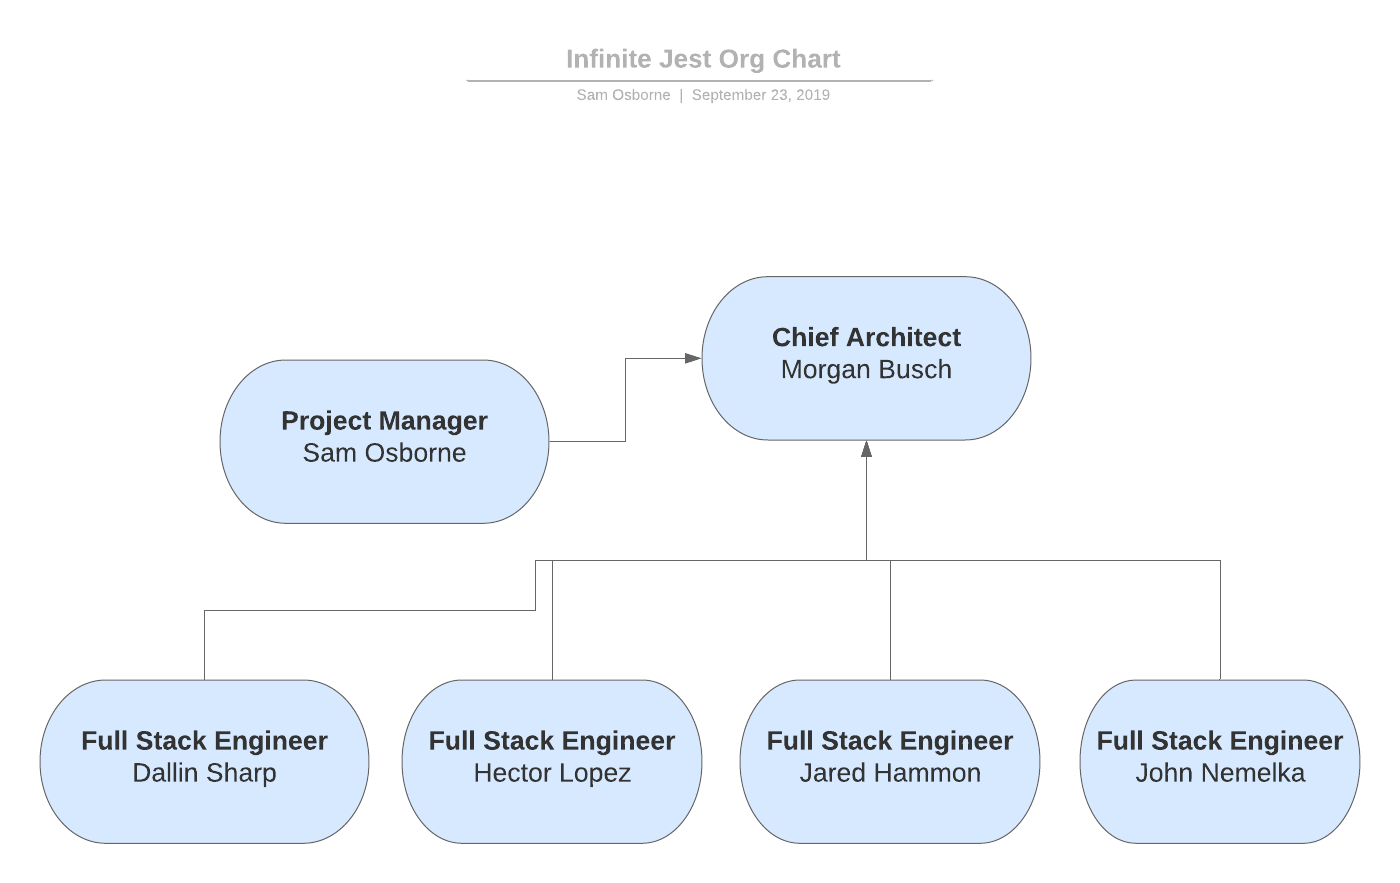 Infinite Jest Org Chart
Sam Osborne | September 23, 2019
Chief Architect
Morgan Busch
Project Manager
Sam Osborne
Full Stack Engineer
Dallin Sharp
Full Stack Engineer
Hector Lopez
Full Stack Engineer
Jared Hammon
Full Stack Engineer
John Nemelka